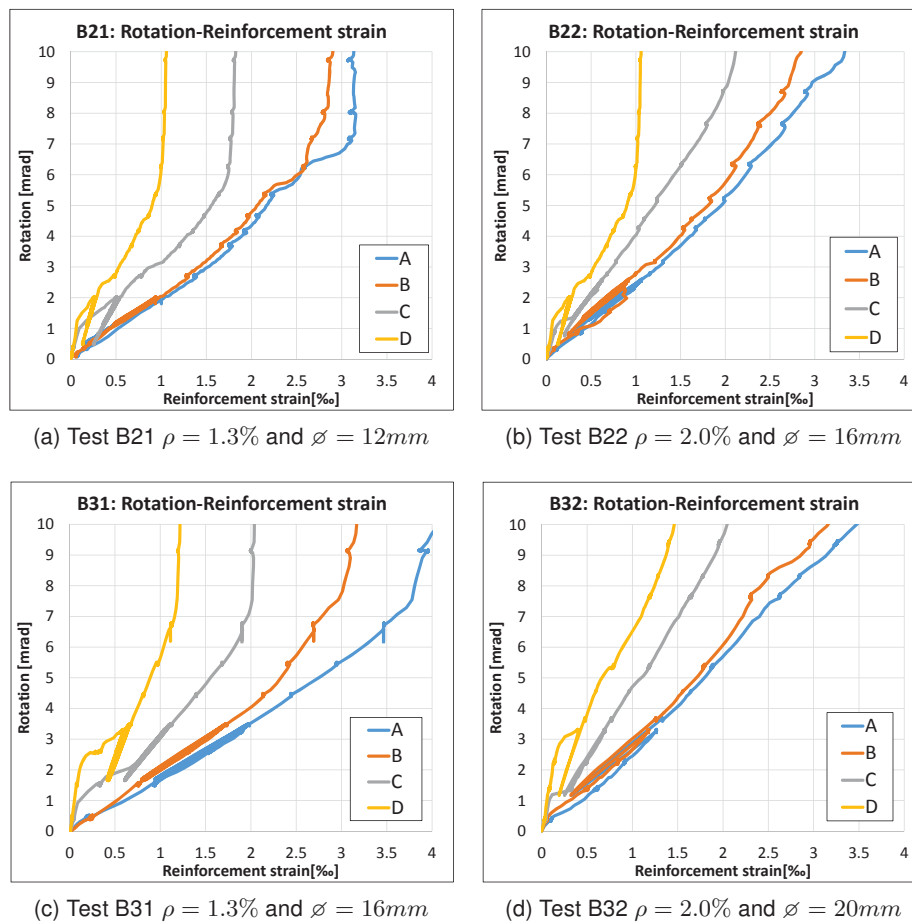 B21: Rotation-Reinforcement strain
Rotation [mrad]
10
9
8
7
6
5
4
3
2
1
0
0 0.5 1 1.5 2 2.5 3 3.5 4
Reinforcement strain[‰]
A
B
C
D
(a) Test B21 ρ = 1.3% and ⌀ = 12mm
B22: Rotation-Reinforcement strain
Rotation [mrad]
10
9
8
7
6
5
4
3
2
1
0
0 0.5 1 1.5 2 2.5 3 3.5 4
Reinforcement strain[‰]
A
B
C
D
(b) Test B22 ρ = 2.0% and ⌀ = 16mm
B31: Rotation-Reinforcement strain
Rotation [mrad]
10
9
8
7
6
5
4
3
2
1
0
0 0.5 1 1.5 2 2.5 3 3.5 4
Reinforcement strain[‰]
A
B
C
D
(c) Test B31 ρ = 1.3% and ⌀ = 16mm
B32: Rotation-Reinforcement strain
Rotation [mrad]
10
9
8
7
6
5
4
3
2
1
0
0 0.5 1 1.5 2 2.5 3 3.5 4
Reinforcement strain[‰]
A
B
C
D
(d) Test B32 ρ = 2.0% and ⌀ = 20mm